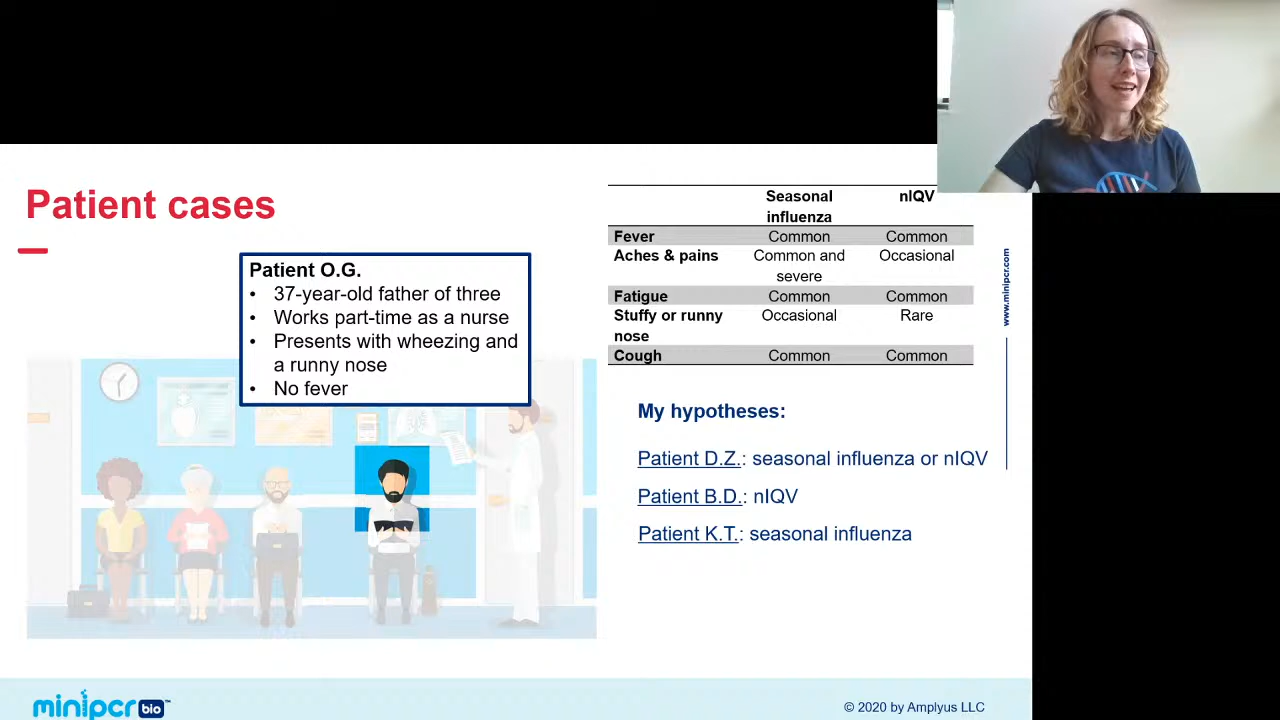 Patient cases
Patient O.G.
• 37-year-old father of three
• Works part-time as a nurse
• Presents with wheezing and
a runny nose
• No fever
Seasonal nIQV
influenza
Fever Common Common
Aches & pains Common and Occasional
severe
Fatigue Common Common
Stuffy or runny Occasional Rare
nose
Cough Common Common
www.minipcr.com
My hypotheses:
Patient D.Z.: seasonal influenza or nIQV
Patient B.D.: nIQV
Patient K.T.: seasonal influenza
minipcr bio™
© 2020 by Amplyus LLC